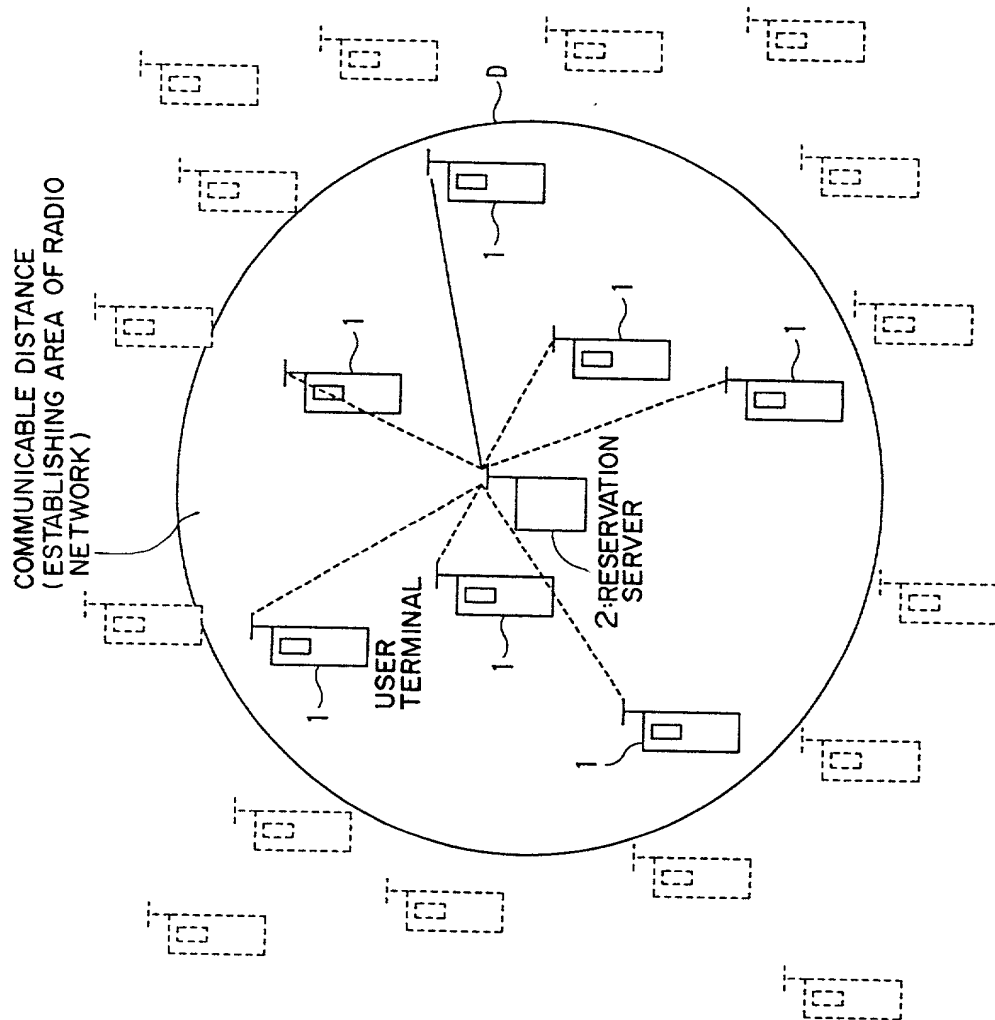 COMMUNICABLE DISTANCE
(ESTABLISHING AREA OF RADIO
NETWORK)
D
1
1
1
1
1
USER
TERMINAL
1
2:RESERVATION
SERVER
1